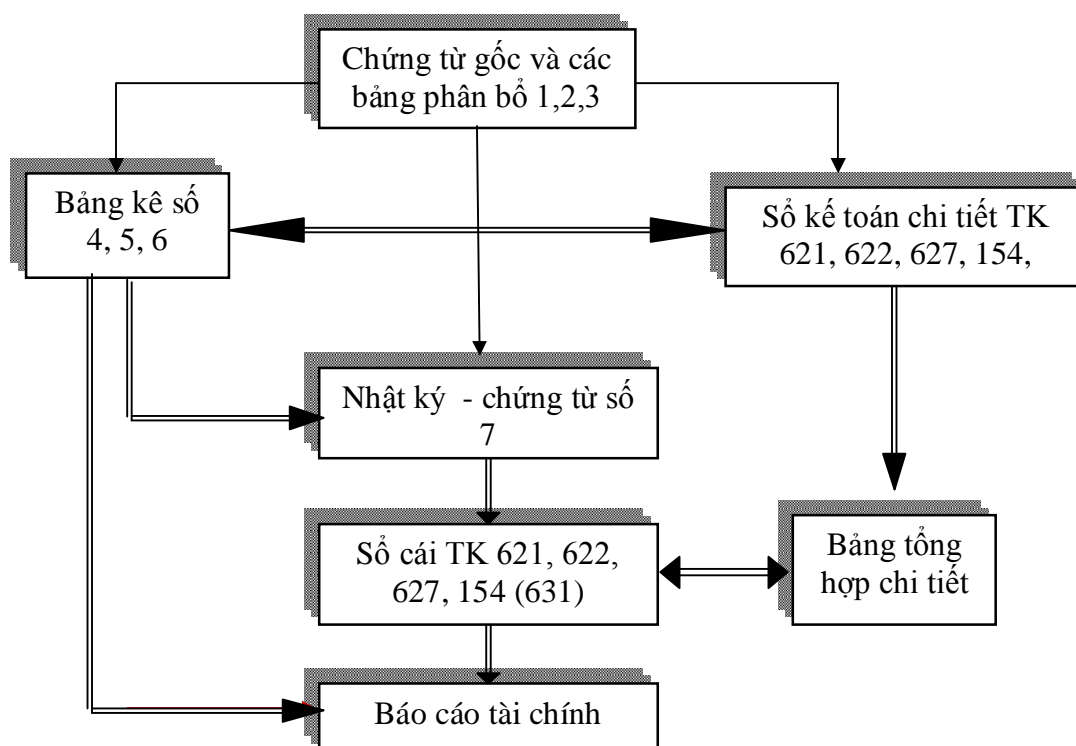 Chứng từ gốc và các
bảng phân bổ 1,2,3
Bảng kê số
4, 5, 6
Sổ kế toán chi tiết TK
621, 622, 627, 154,
Nhật ký - chứng từ số
7
Sổ cái TK 621, 622,
627, 154 (631)
Bảng tổng
hợp chi tiết
Báo cáo tài chính